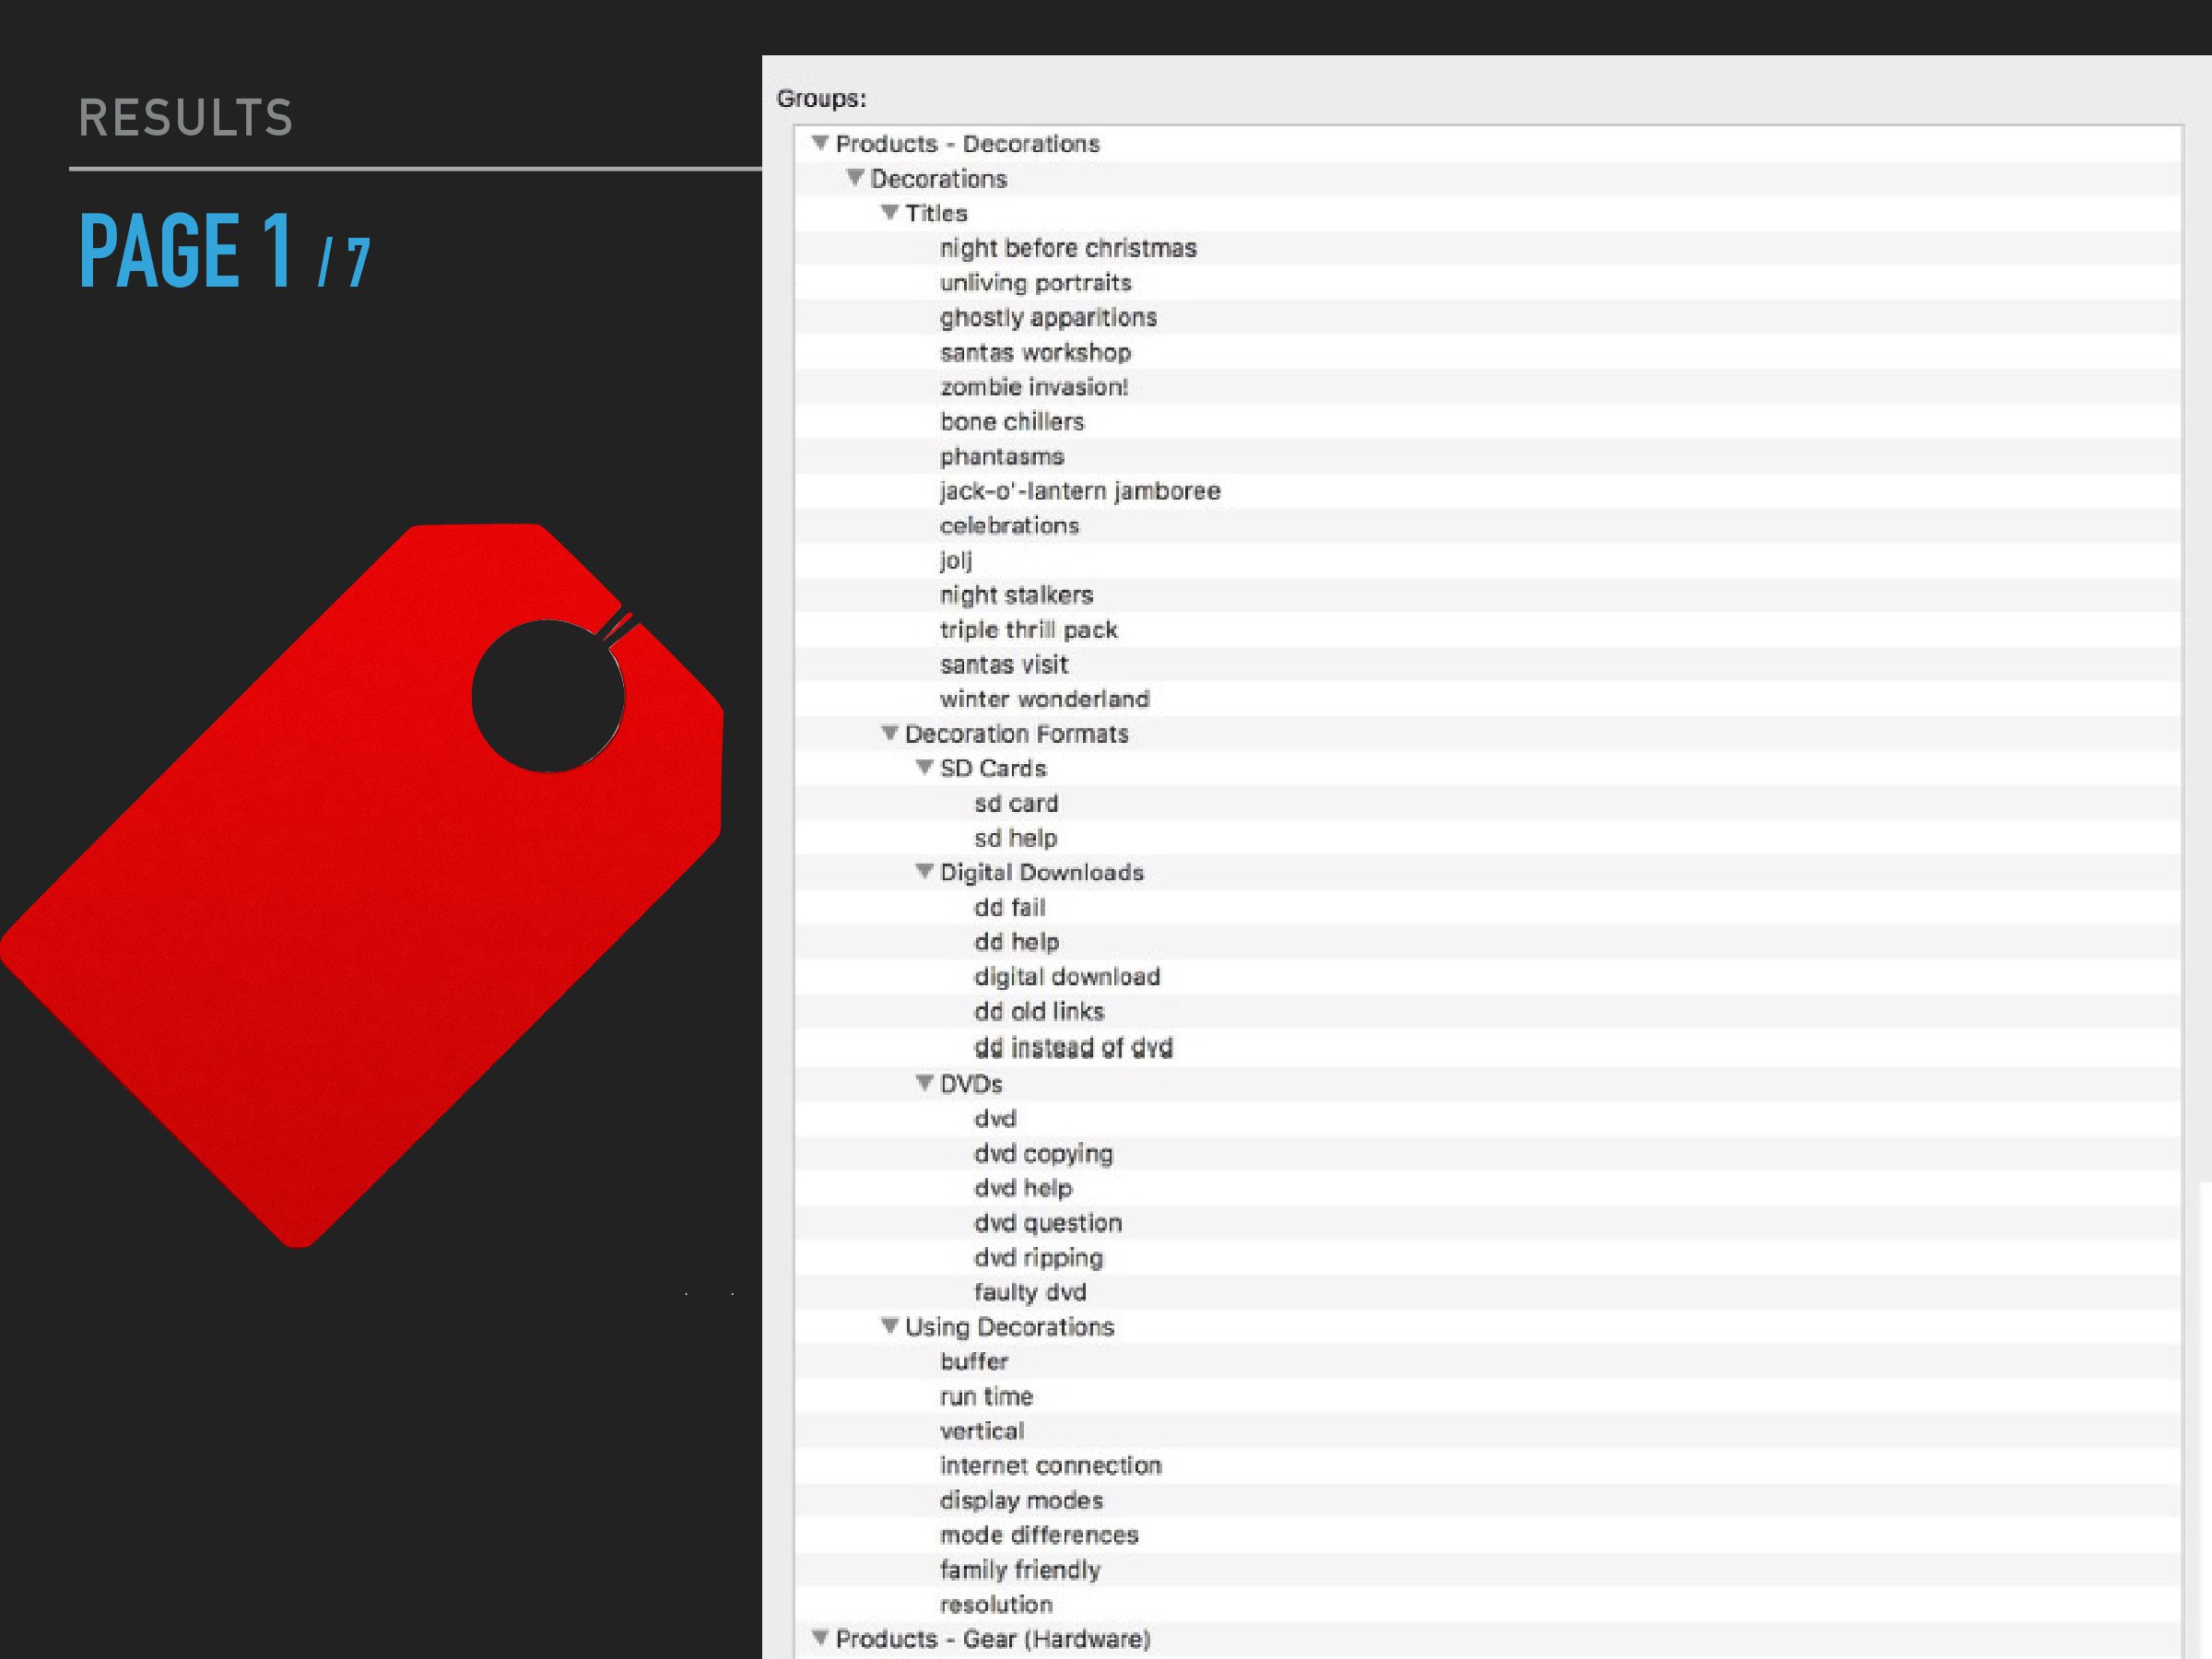 RESULTS
PAGE 1 / 7
Groups:
Products - Decorations
Decorations
Titles
night before christmas
unliving portraits
ghostly apparitions
santas workshop
zombie invasion!
bone chillers
phantasms
jack-o'-lantern jamboree
celebrations
jolj
night stalkers
triple thrill pack
santas visit
winter wonderland
Decoration Formats
SD Cards
sd card
sd help
Digital Downloads
dd fail
dd help
digital download
dd old links
dd instead of dvd
DVDs
dvd
dvd copying
dvd help
dvd question
dvd ripping
faulty dvd
Using Decorations
buffer
run time
vertical
internet connection
display modes
mode differences
family friendly
resolution
Products - Gear (Hardware)